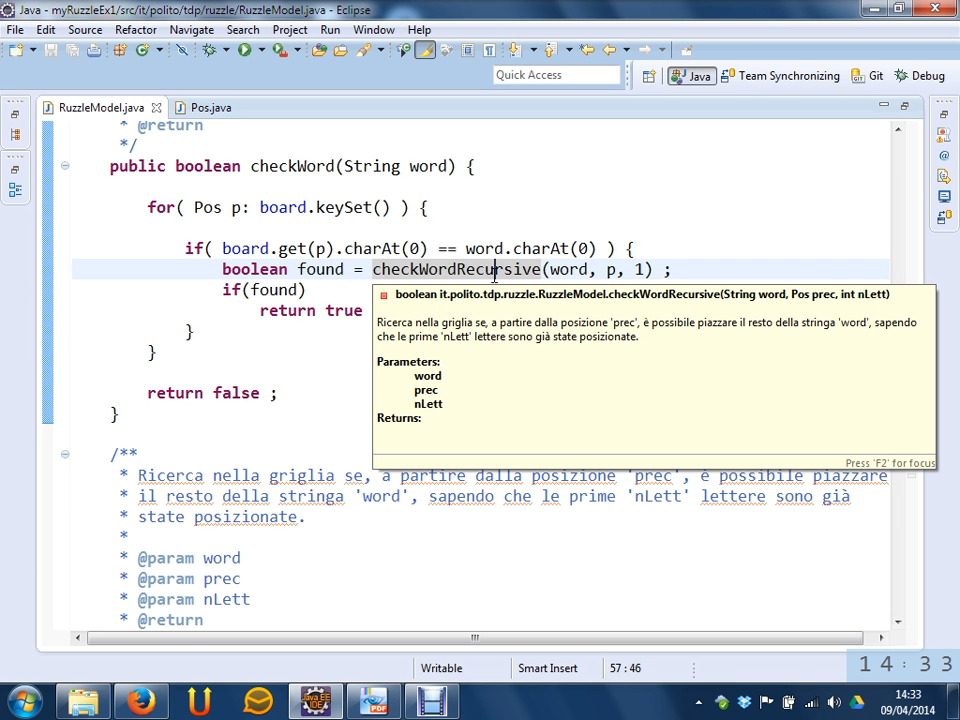 Java - myRuzzleEx1/src/it/polito/tdp/ruzzle/RuzzleModel.java - Eclipse
File Edit Source Refactor Navigate Search Project Run Window Help
Quick Access
Java Team Synchronizing Git Debug
RuzzleModel.java Pos.java
* @return
*/
public boolean checkWord(String word) {
for( Pos p: board.keySet() ) {
if( board.get(p).charAt(0) == word.charAt(0) ) {
boolean found = checkWordRecursive(word, p, 1) ;
if(found)
return true
}
}
return false ;
}
boolean it.polito.tdp.ruzzle.RuzzleModel.checkWordRecursive(String word, Pos prec, int nLett)
Ricerca nella griglia se, a partire dalla posizione 'prec', è possibile piazzare il resto della stringa 'word', sapendo
che le prime 'nLett' lettere sono già state posizionate.
Parameters:
word
prec
nLett
Returns:
Press 'F2' for focus
/**
* Ricerca nella griglia se, a partire dalla posizione 'prec', è possibile piazzare
* il resto della stringa 'word', sapendo che le prime 'nLett' lettere sono già
* state posizionate.
*
* @param word
* @param prec
* @param nLett
* @return
Writable Smart Insert 57 : 46
14:33
14:33
09/04/2014